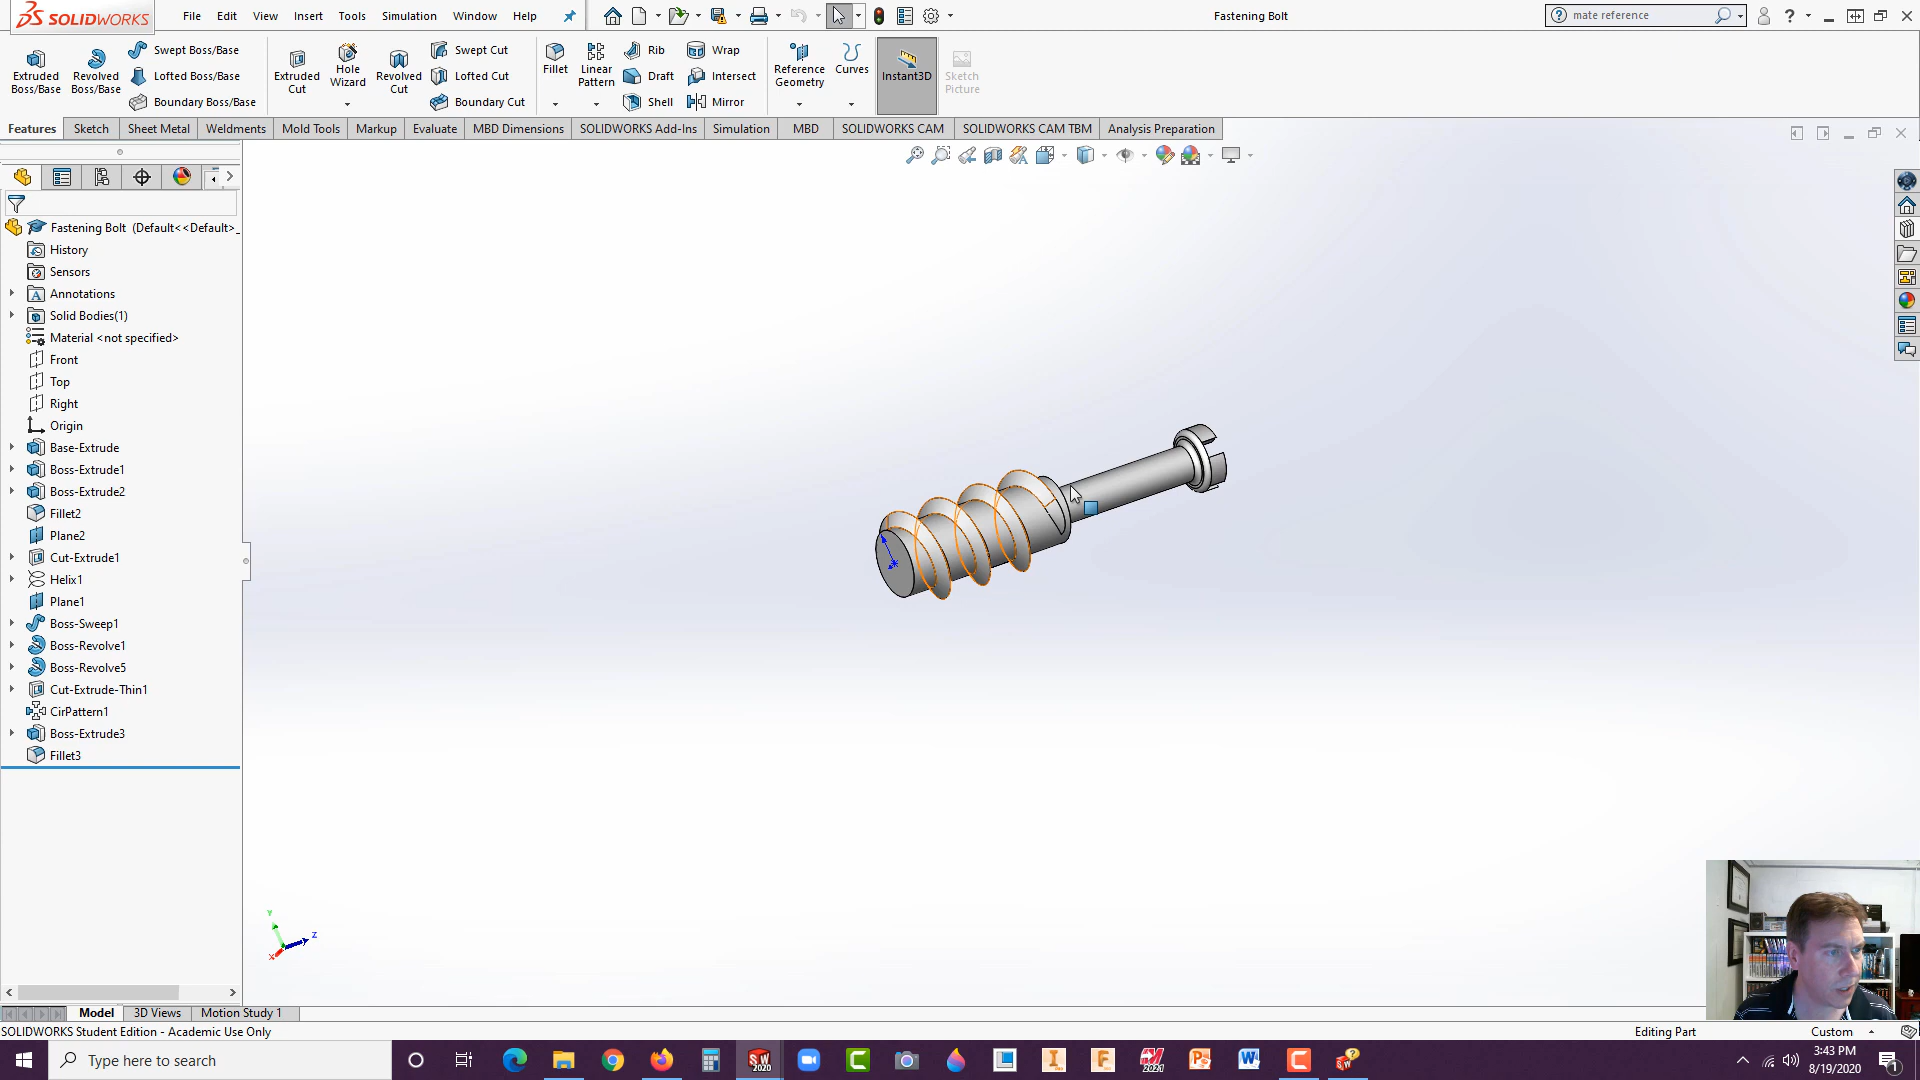 SOLIDWORKS File Edit View Insert Tools Simulation Window Help Fastening Bolt mate reference ?
Extruded Boss/Base
Revolved Boss/Base
Swept Boss/Base
Lofted Boss/Base
Boundary Boss/Base
Extruded Cut
Hole Wizard
Revolved Cut
Swept Cut
Lofted Cut
Boundary Cut
Fillet
Linear Pattern
Rib
Draft
Shell
Wrap
Intersect
Mirror
Reference Geometry
Curves
Instant3D
Sketch Picture
Features Sketch Sheet Metal Weldments Mold Tools Markup Evaluate MBD Dimensions SOLIDWORKS Add-Ins Simulation MBD SOLIDWORKS CAM SOLIDWORKS CAM TBM Analysis Preparation
Fastening Bolt (Default<<Default>_
History
Sensors
Annotations
Solid Bodies(1)
Material <not specified>
Front
Top
Right
Origin
Base-Extrude
Boss-Extrude1
Boss-Extrude2
Fillet2
Plane2
Cut-Extrude1
Helix1
Plane1
Boss-Sweep1
Boss-Revolve1
Boss-Revolve5
Cut-Extrude-Thin1
CirPattern1
Boss-Extrude3
Fillet3
Y
Z
X
Model 3D Views Motion Study 1
SOLIDWORKS Student Edition - Academic Use Only Editing Part Custom
Type here to search
3:43 PM
8/19/2020